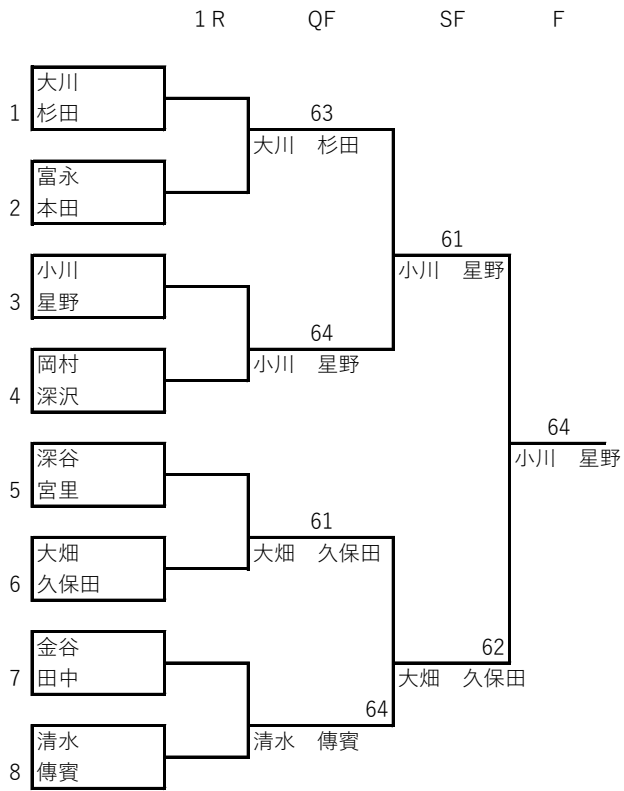 1R QF SF F
大川
1 杉田
63
大川 杉田
富永
2 本田
61
小川 星野
小川
3 星野
64
小川 星野
岡村
4 深沢
64
小川 星野
深谷
5 宮里
61
大畑 久保田
大畑
6 久保田
金谷
7 田中
62
大畑 久保田
64
清水 傳賓
清水
8 傳賓